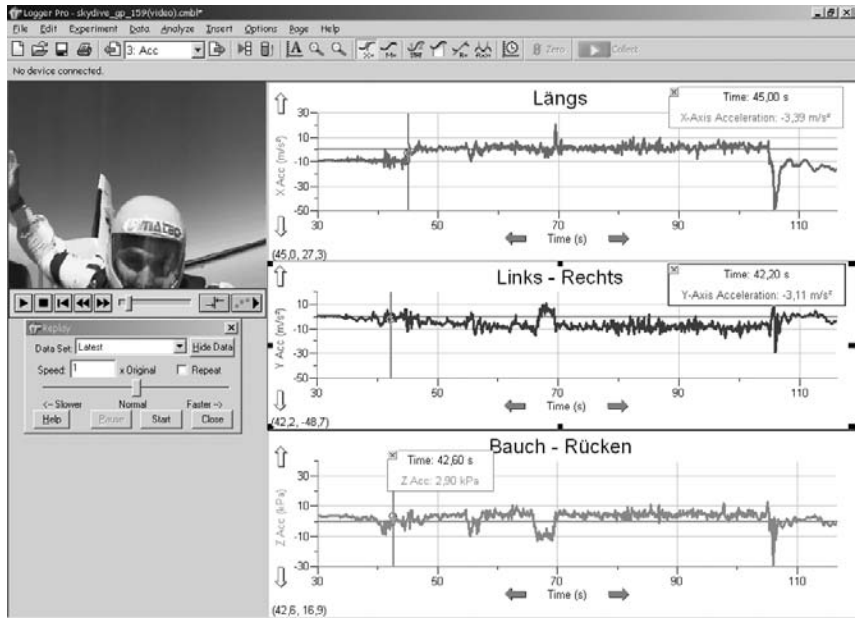 Logger Pro - skydive_gp_159(video).cmbl*
File Edit Experiment Data Analyze Insert Options Page Help
3: Acc
Zero
Collect
No device connected.
Längs
Time: 45,00 s
X-Axis Acceleration: -3,39 m/s²
X Acc (m/s²)
30
10
-10
-30
-50
30 50 70 90 110
Time (s)
(45,0, 27,3)
Links - Rechts
Time: 42,20 s
Y-Axis Acceleration: -3,11 m/s²
Y Acc (m/s²)
10
-10
-30
-50
30 50 70 90 110
Time (s)
(42,2, -48,7)
Bauch - Rücken
Time: 42,60 s
Z Acc: 2,90 kPa
Z Acc (kPa)
30
10
-10
-30
30 50 70 90 110
Time (s)
(42,6, 16,9)
Replay
Data Set: Latest Hide Data
Speed: 1 x Original Repeat
<-- Slower Normal Faster -->
Help Pause Start Close